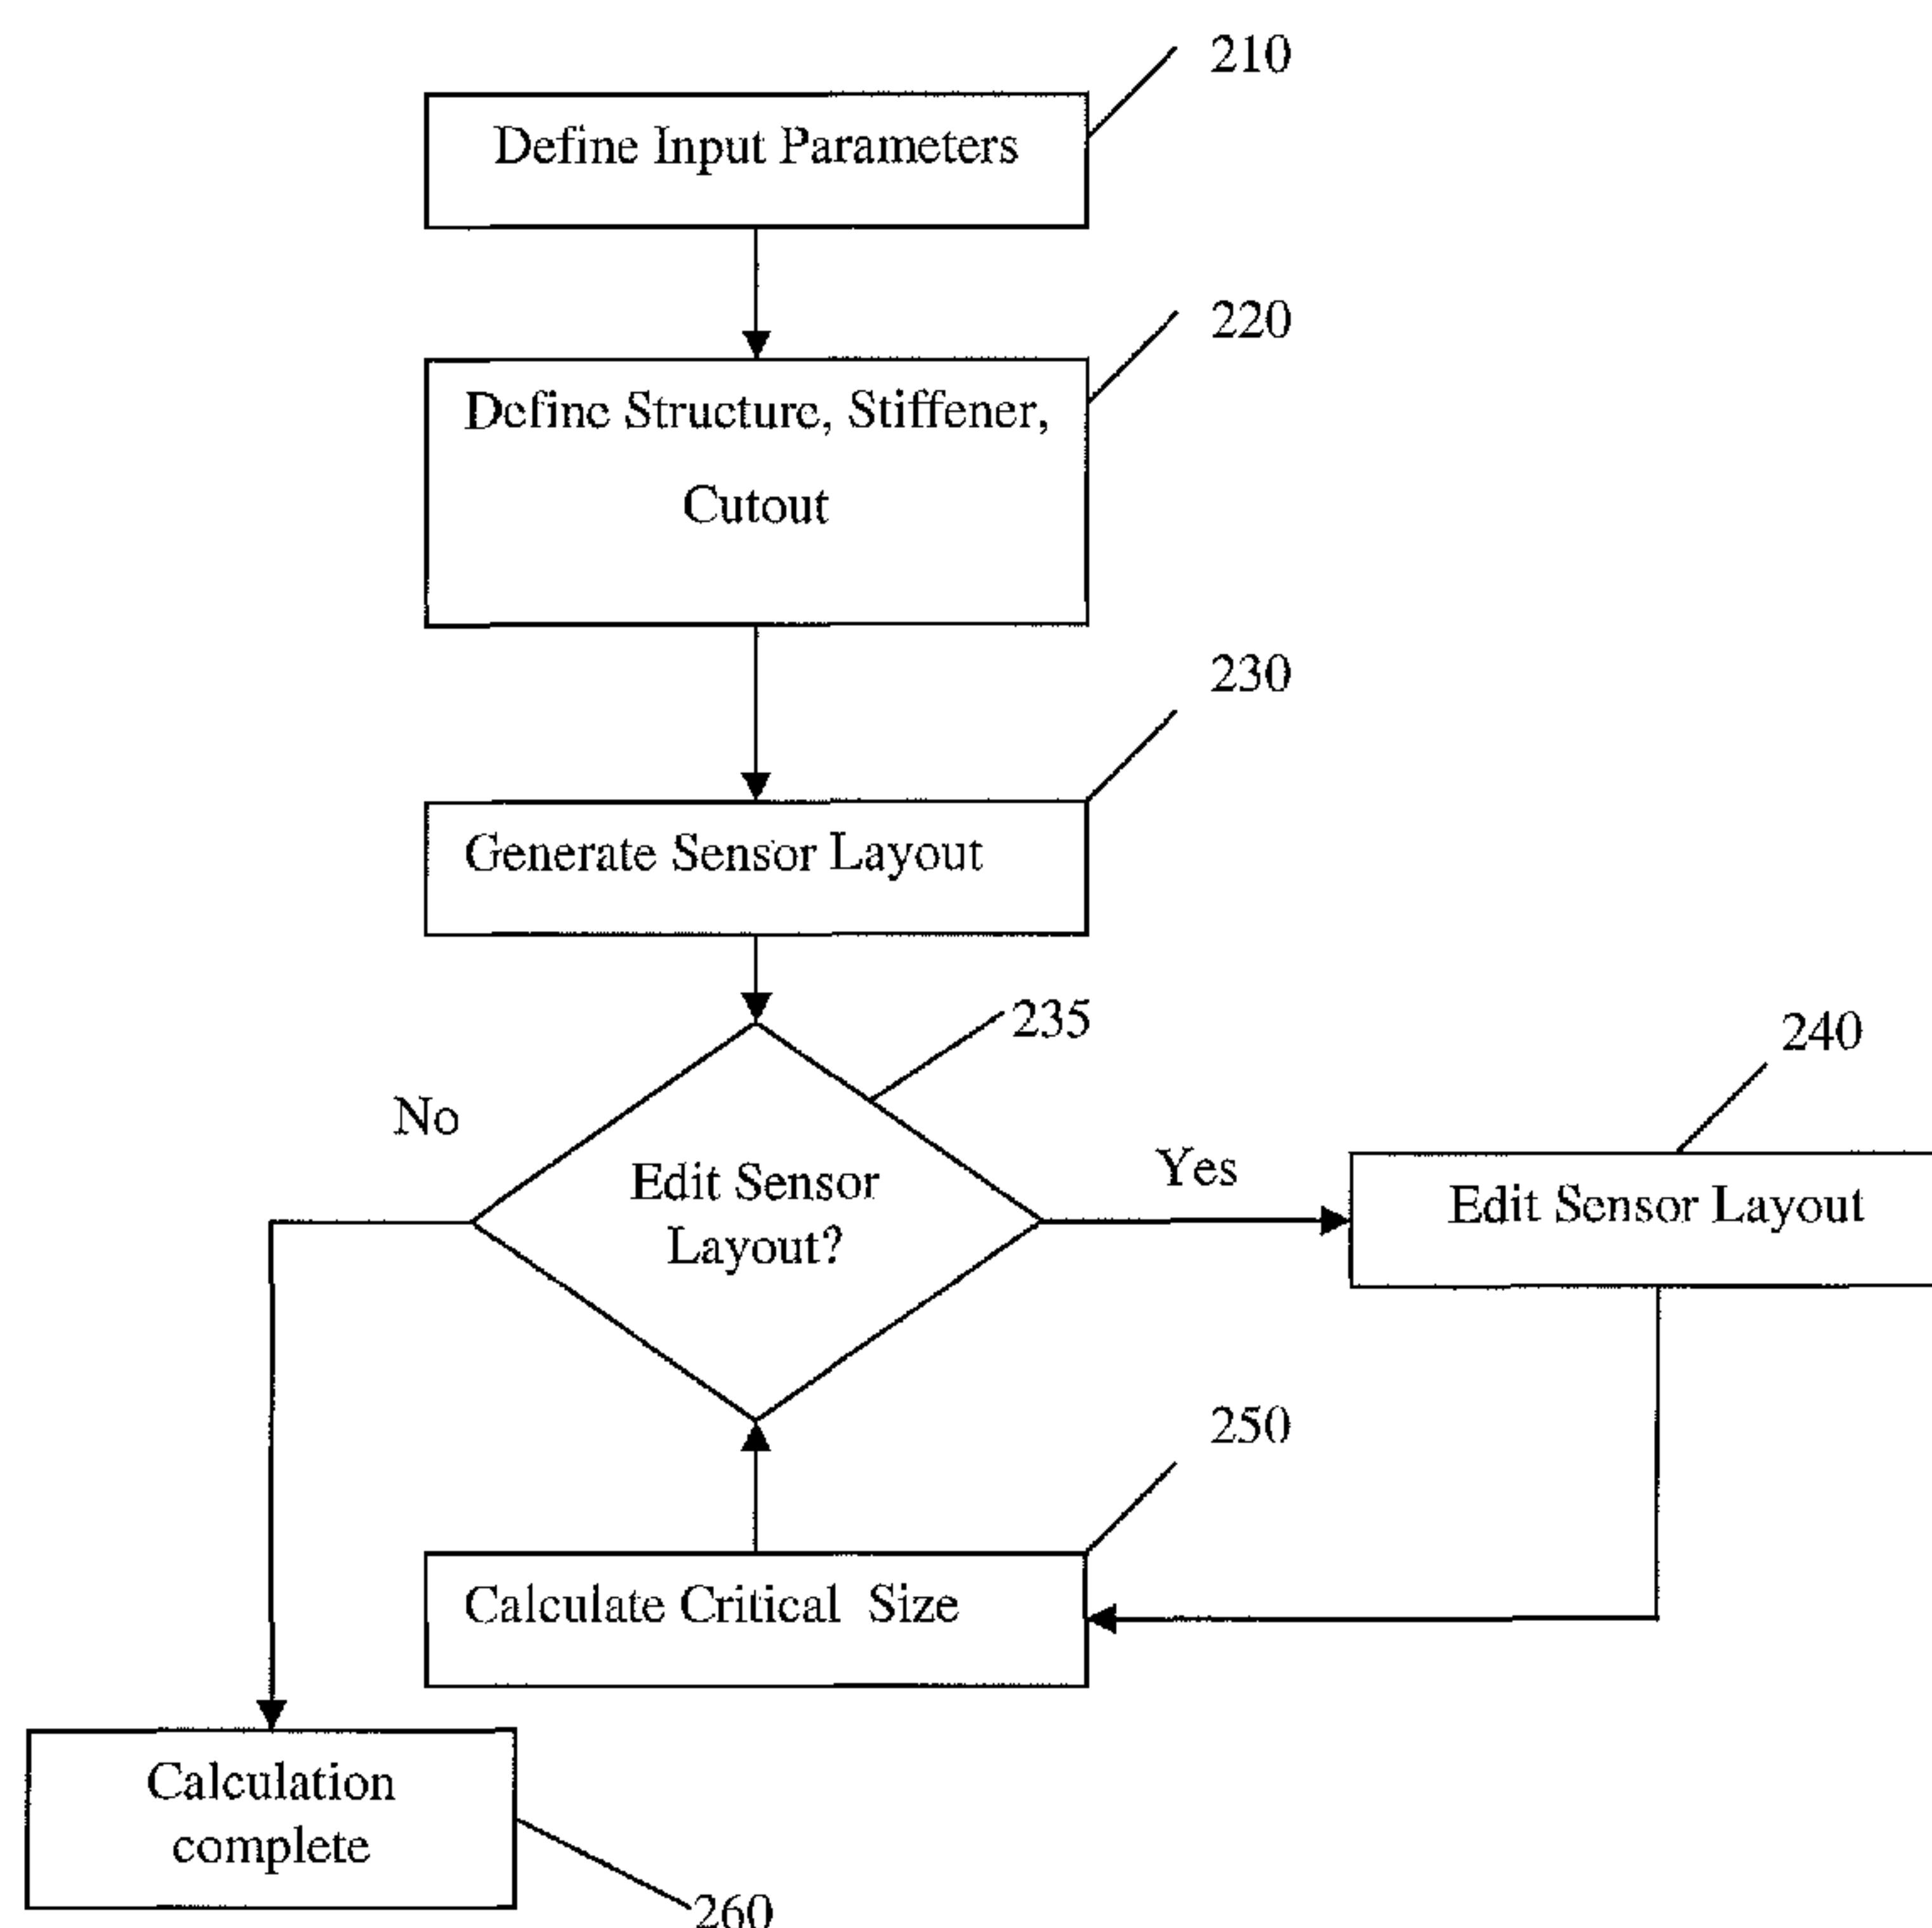 210
Define Input Parameters
220
Define Structure, Stiffener,
Cutout
230
Generate Sensor Layout
235
240
No
Yes
Edit Sensor
Layout?
Edit Sensor Layout
250
Calculate Critical Size
Calculation
complete
260